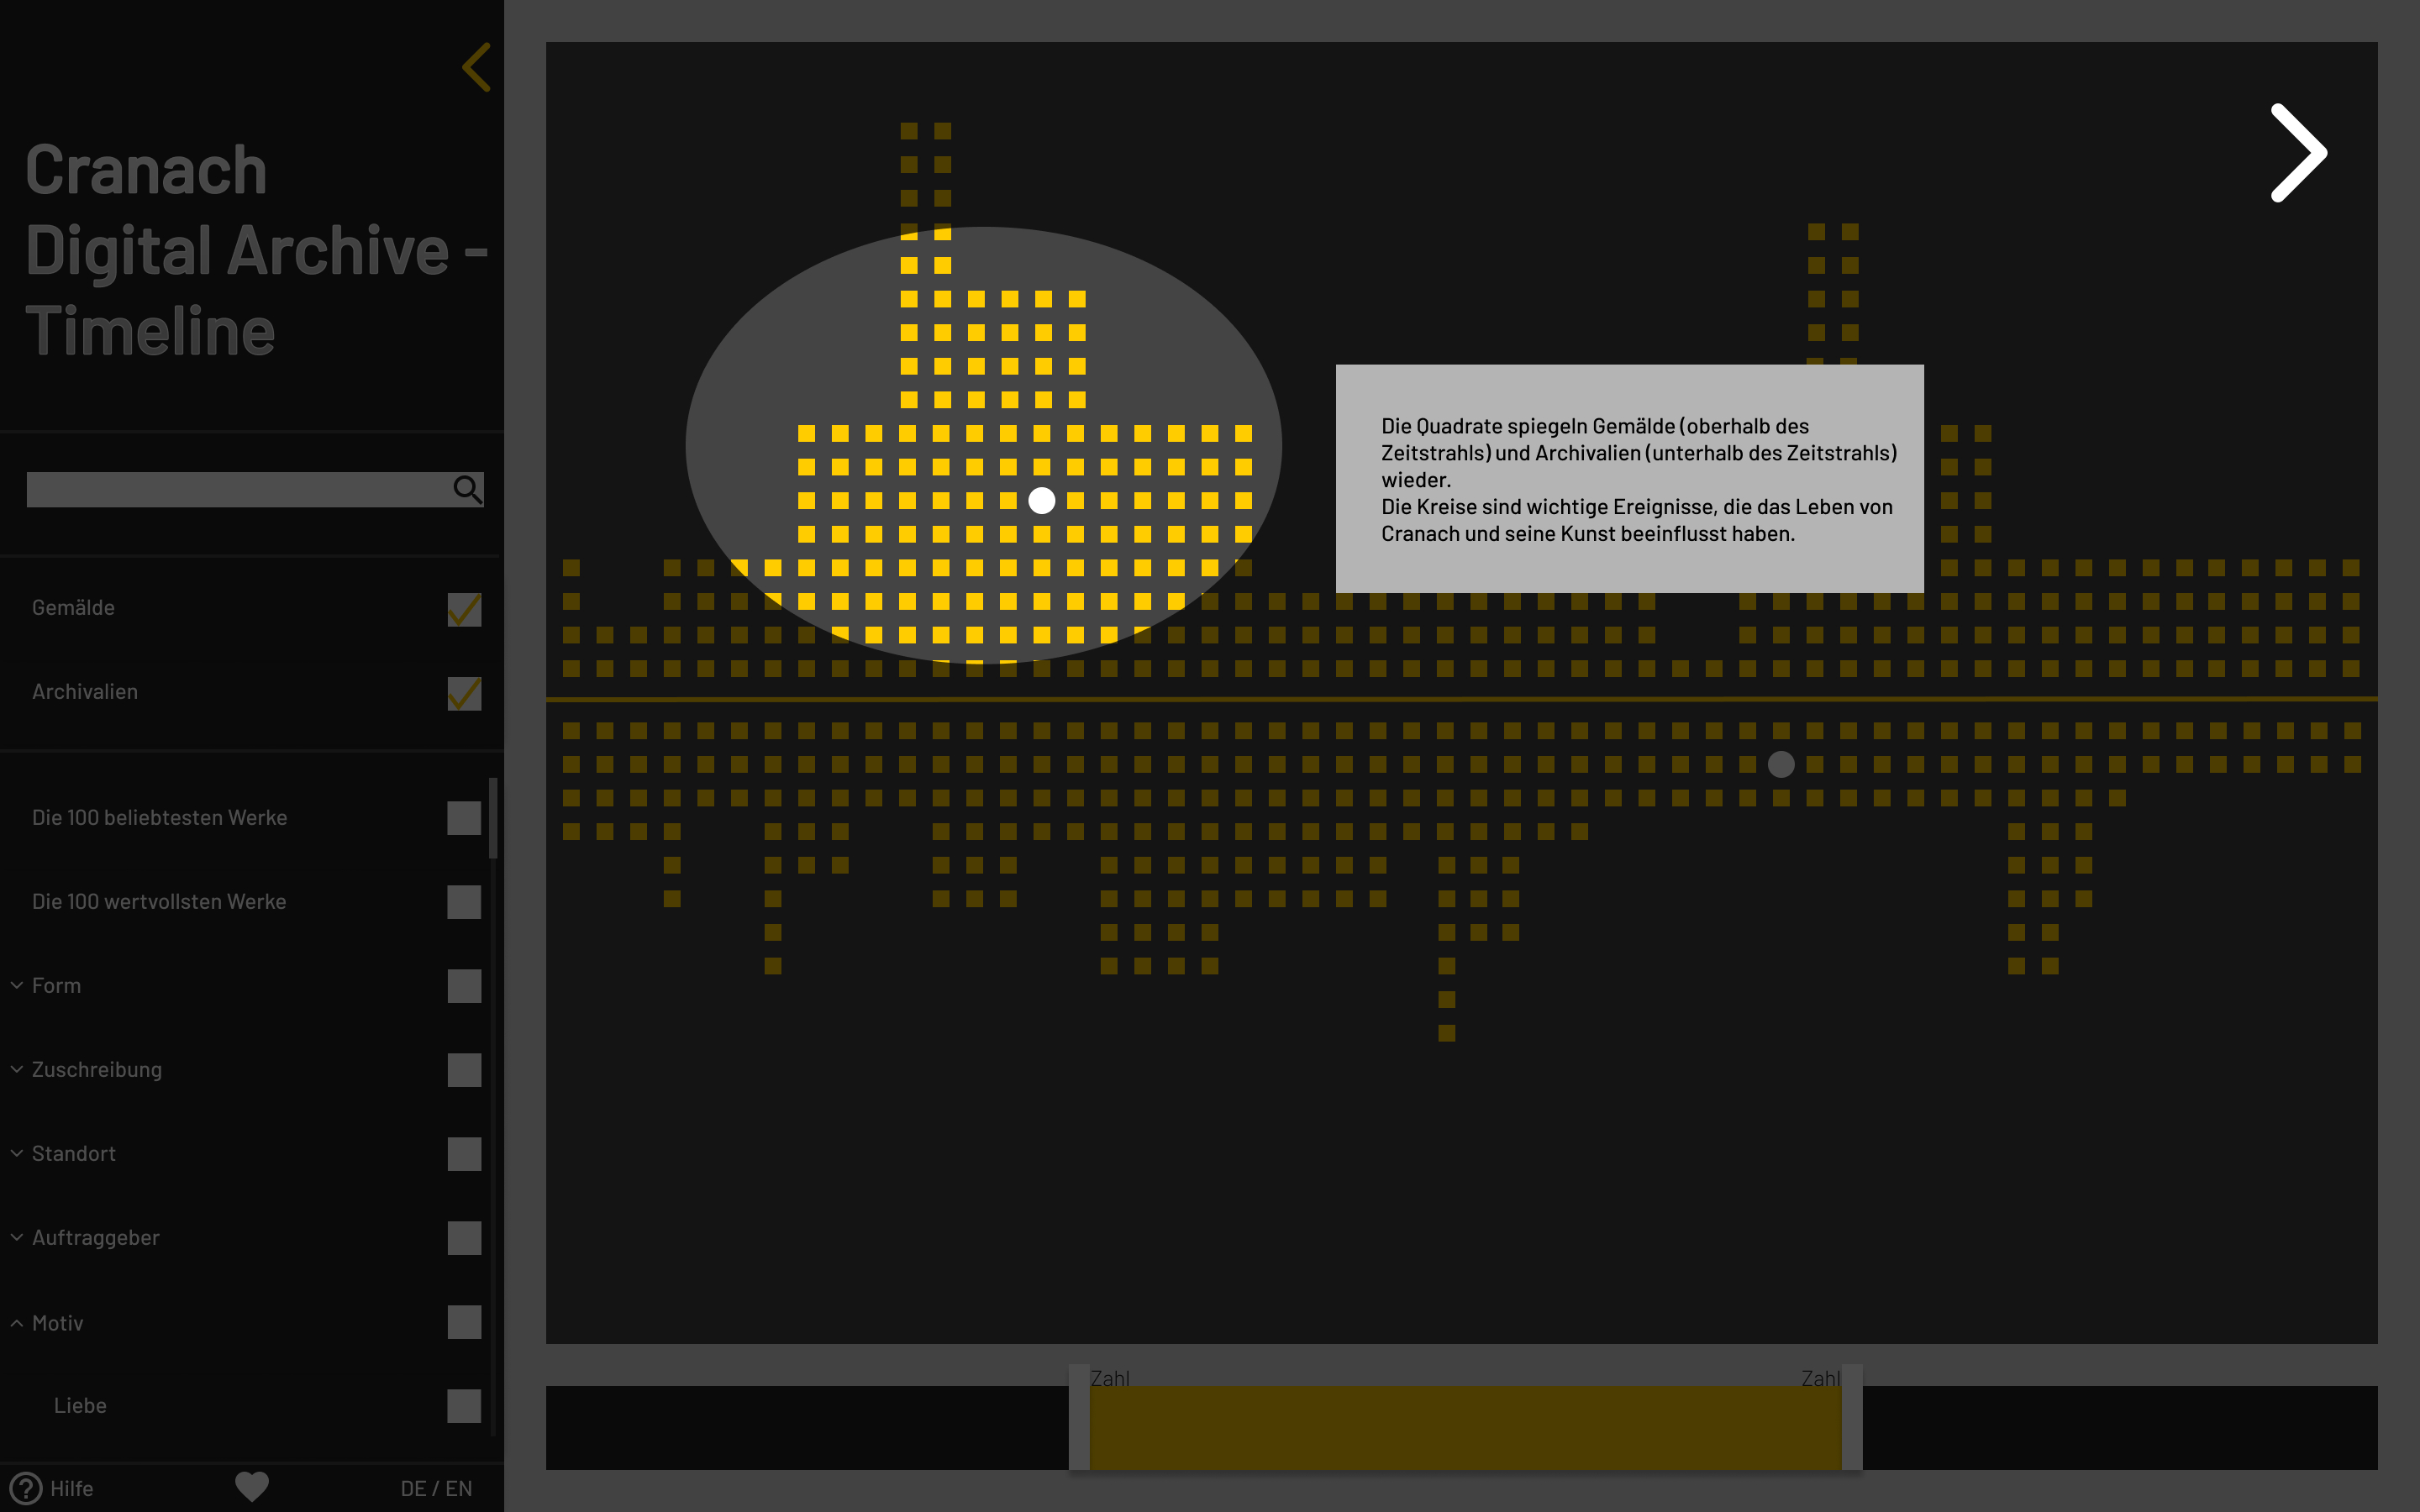 Cranach
Digital Archive -
Timeline
Gemälde
Archivalien
Die 100 beliebtesten Werke
Die 100 wertvollsten Werke
Form
Zuschreibung
Standort
Auftraggeber
Motiv
Liebe
Hilfe
DE / EN
Die Quadrate spiegeln Gemälde (oberhalb des
Zeitstrahls) und Archivalien (unterhalb des Zeitstrahls)
wieder.
Die Kreise sind wichtige Ereignisse, die das Leben von
Cranach und seine Kunst beeinflusst haben.
Zahl
Zahl